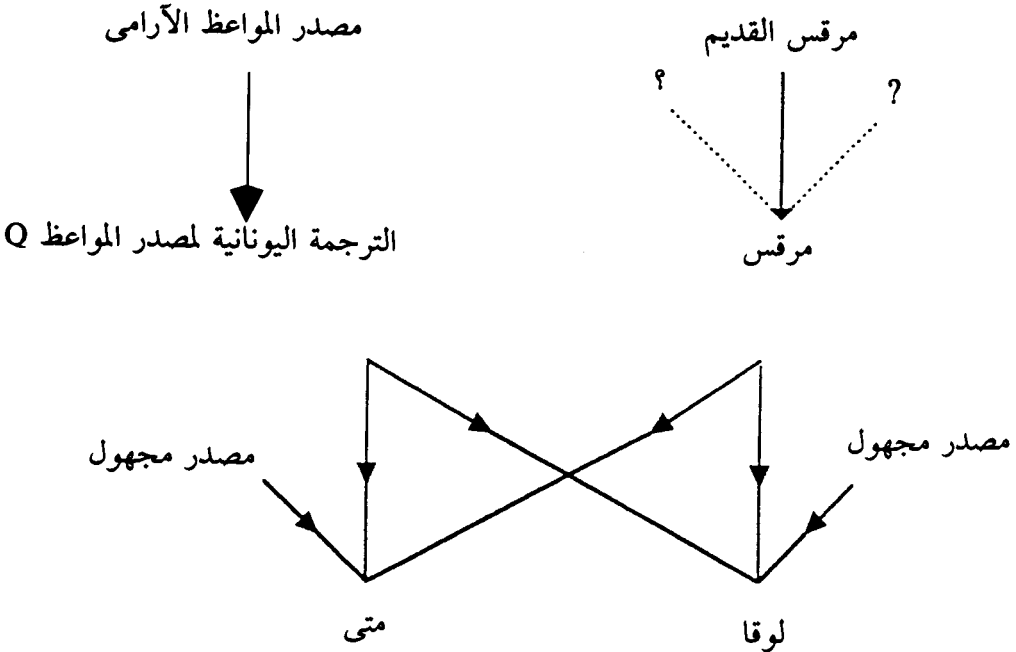 مرقس القديم
مصدر المواعظ الآرامى
?
؟
مرقس
الترجمة اليونانية لمصدر المواعظ Q
مصدر مجهول
مصدر مجهول
لوقا
متى